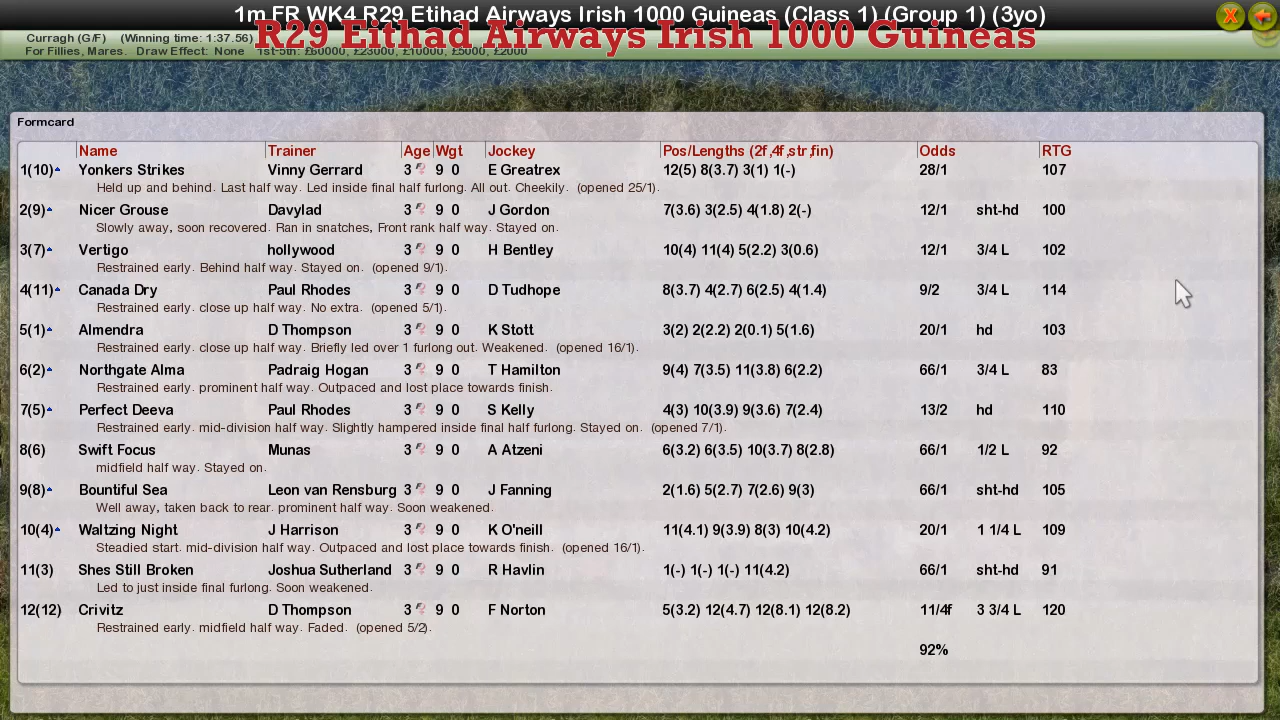 1m FR WK4 R29 Etihad Airways Irish 1000 Guineas (Class 1) (Group 1) (3yo)
R29 Eithad Airways Irish 1000 Guineas
Curragh (G/F) (Winning time: 1:37.56)
For Fillies, Mares. Draw Effect: None 1st-5th: £60000, £23000, £10000, £5000, £2000
Formcard
Name Trainer Age Wgt Jockey Pos/Lengths (2f,4f,str,fin) Odds RTG
1(10) Yonkers Strikes Vinny Gerrard 3 9 0 E Greatrex 12(5) 8(3.7) 3(1) 1(-) 28/1 107
Held up and behind. Last half way. Led inside final half furlong. All out. Cheekily. (opened 25/1).
2(9) Nicer Grouse Davylad 3 9 0 J Gordon 7(3.6) 3(2.5) 4(1.8) 2(-) 12/1 sht-hd 100
Slowly away, soon recovered. Ran in snatches, Front rank half way. Stayed on.
3(7) Vertigo hollywood 3 9 0 H Bentley 10(4) 11(4) 5(2.2) 3(0.6) 12/1 3/4 L 102
Restrained early. Behind half way. Stayed on. (opened 9/1).
4(11) Canada Dry Paul Rhodes 3 9 0 D Tudhope 8(3.7) 4(2.7) 6(2.5) 4(1.4) 9/2 3/4 L 114
Restrained early. close up half way. No extra. (opened 5/1).
5(1) Almendra D Thompson 3 9 0 K Stott 3(2) 2(2.2) 2(0.1) 5(1.6) 20/1 hd 103
Restrained early. close up half way. Briefly led over 1 furlong out. Weakened. (opened 16/1).
6(2) Northgate Alma Padraig Hogan 3 9 0 T Hamilton 9(4) 7(3.5) 11(3.8) 6(2.2) 66/1 3/4 L 83
Restrained early. prominent half way. Outpaced and lost place towards finish.
7(5) Perfect Deeva Paul Rhodes 3 9 0 S Kelly 4(3) 10(3.9) 9(3.6) 7(2.4) 13/2 hd 110
Restrained early. mid-division half way. Slightly hampered inside final half furlong. Stayed on. (opened 7/1).
8(6) Swift Focus Munas 3 9 0 A Atzeni 6(3.2) 6(3.5) 10(3.7) 8(2.8) 66/1 1/2 L 92
midfield half way. Stayed on.
9(8) Bountiful Sea Leon van Rensburg 3 9 0 J Fanning 2(1.6) 5(2.7) 7(2.6) 9(3) 66/1 sht-hd 105
Well away, taken back to rear. prominent half way. Soon weakened.
10(4) Waltzing Night J Harrison 3 9 0 K O'neill 11(4.1) 9(3.9) 8(3) 10(4.2) 20/1 1 1/4 L 109
Steadied start. mid-division half way. Outpaced and lost place towards finish. (opened 16/1).
11(3) Shes Still Broken Joshua Sutherland 3 9 0 R Havlin 1(-) 1(-) 1(-) 11(4.2) 66/1 sht-hd 91
Led to just inside final furlong. Soon weakened.
12(12) Crivitz D Thompson 3 9 0 F Norton 5(3.2) 12(4.7) 12(8.1) 12(8.2) 11/4f 3 3/4 L 120
Restrained early. midfield half way. Faded. (opened 5/2).
92%